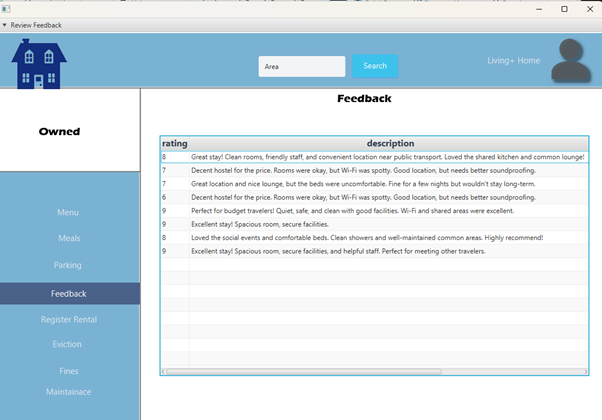 Review Feedback
Area
Search
Living+ Home
Owned
Menu
Meals
Parking
Feedback
Register Rental
Eviction
Fines
Maintainace
Feedback
rating description
8 Great stay! Clean rooms, friendly staff, and convenient location near public transport. Loved the shared kitchen and common lounge!
7 Decent hostel for the price. Rooms were okay, but Wi-Fi was spotty. Good location, but needs better soundproofing.
7 Great location and nice lounge, but the beds were uncomfortable. Fine for a few nights but wouldn't stay long-term.
6 Decent hostel for the price. Rooms were okay, but Wi-Fi was spotty. Good location, but needs better soundproofing.
9 Perfect for budget travelers! Quiet, safe, and clean with good facilities. Wi-Fi and shared areas were excellent.
9 Excellent stay! Spacious room, secure facilities.
8 Loved the social events and comfortable beds. Clean showers and well-maintained common areas. Highly recommend!
9 Excellent stay! Spacious room, secure facilities, and helpful staff. Perfect for meeting other travelers.